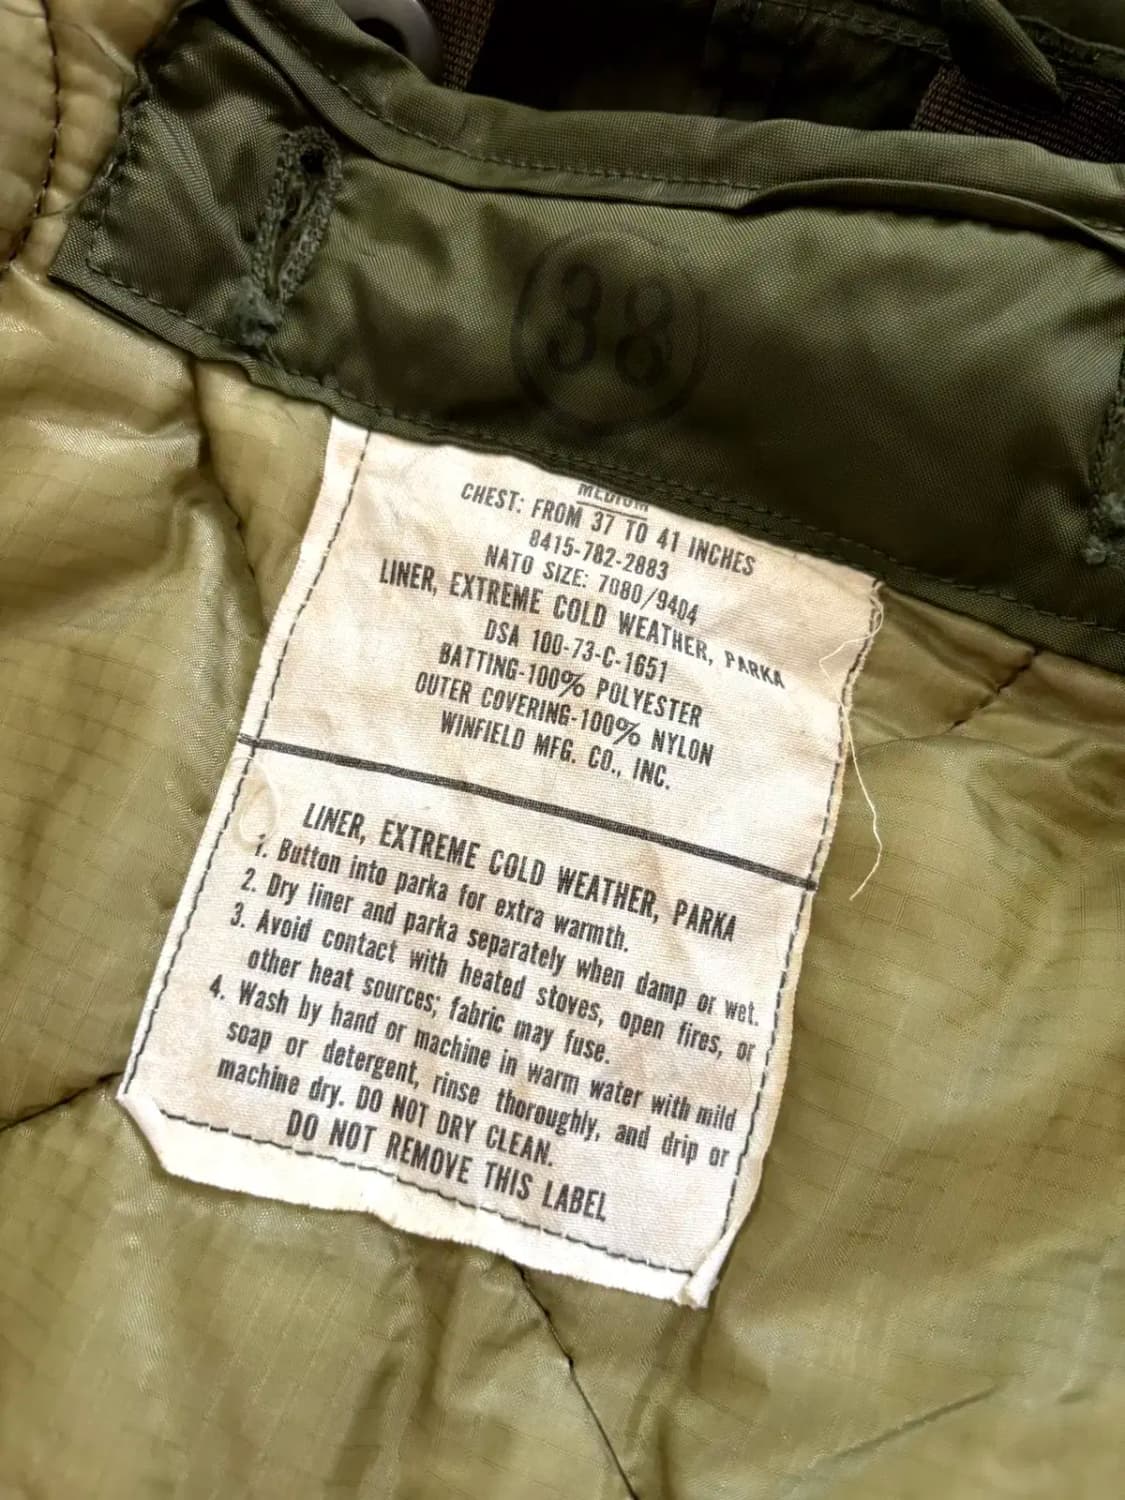 38
MEDIUM
CHEST: FROM 37 TO 41 INCHES
8415-782-2883
NATO SIZE: 7080/9404
LINER, EXTREME COLD WEATHER, PARKA
DSA 100-73-C-1651
BATTING-100% POLYESTER
OUTER COVERING-100% NYLON
WINFIELD MFG. CO., INC.
LINER, EXTREME COLD WEATHER, PARKA
1. Button into parka for extra warmth.
2. Dry liner and parka separately when damp or wet.
3. Avoid contact with heated stoves, open fires, or
other heat sources; fabric may fuse.
4. Wash by hand or machine in warm water with mild
soap or detergent, rinse thoroughly, and drip or
machine dry. DO NOT DRY CLEAN.
DO NOT REMOVE THIS LABEL